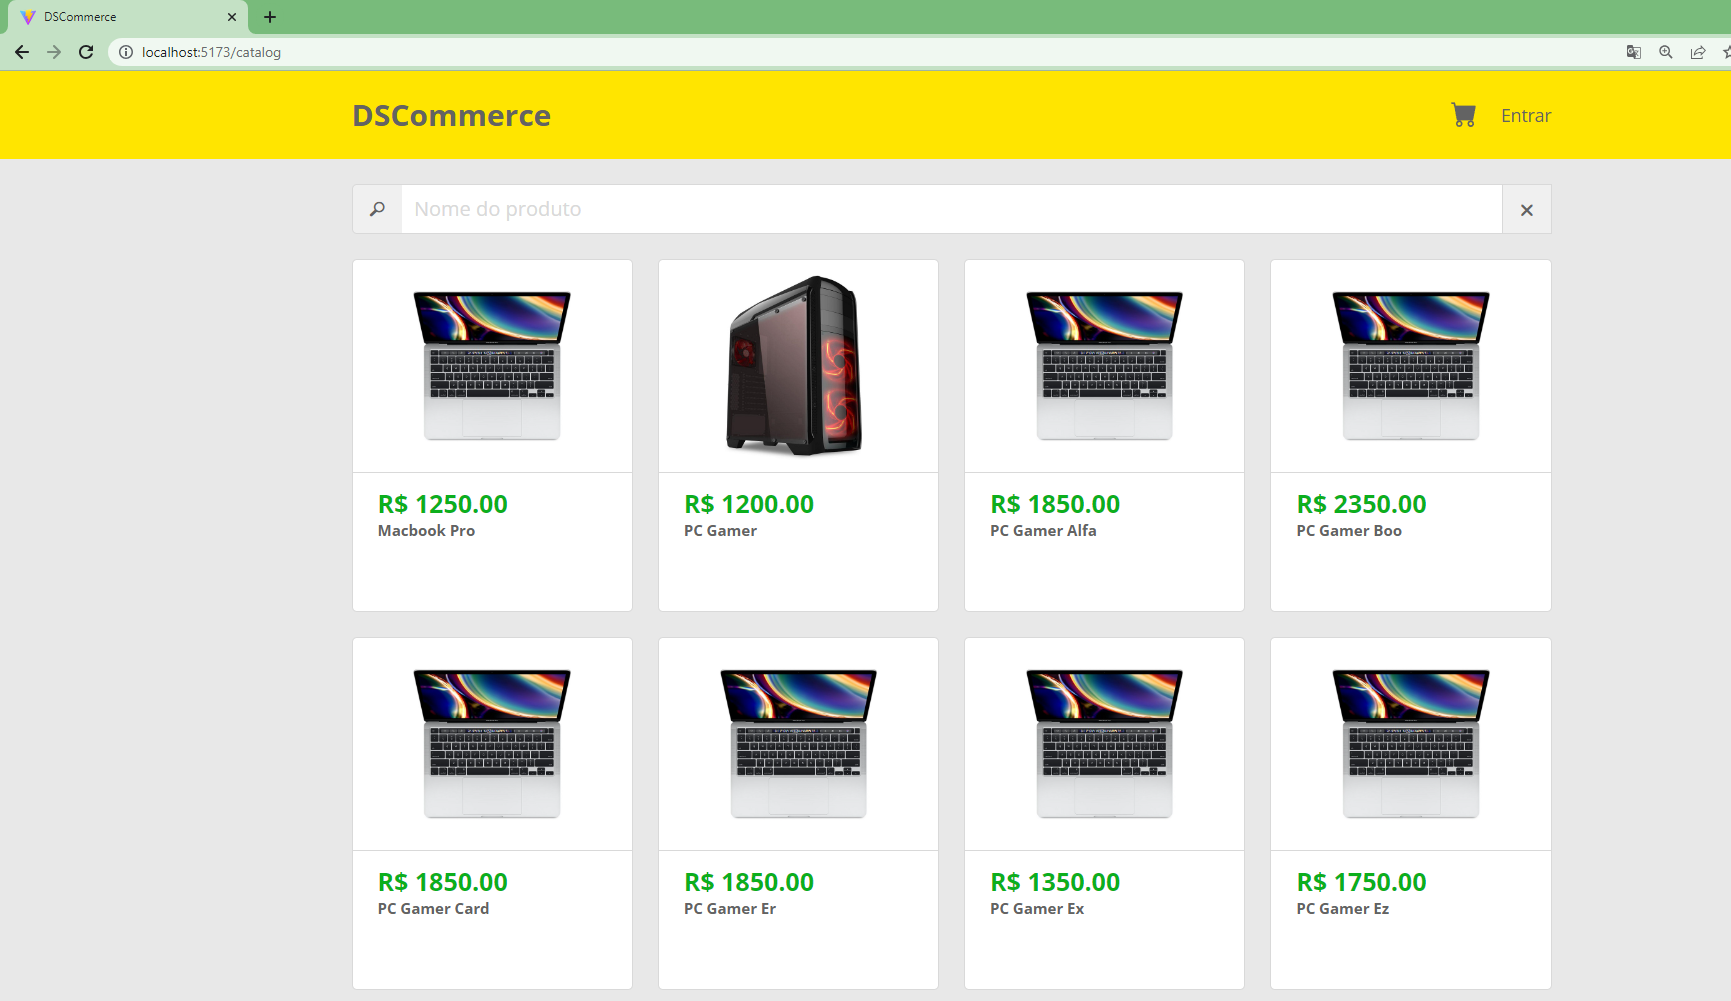 DSCommerce
localhost:5173/catalog
DSCommerce
Entrar
Nome do produto
R$ 1250.00
Macbook Pro
R$ 1200.00
PC Gamer
R$ 1850.00
PC Gamer Alfa
R$ 2350.00
PC Gamer Boo
R$ 1850.00
PC Gamer Card
R$ 1850.00
PC Gamer Er
R$ 1350.00
PC Gamer Ex
R$ 1750.00
PC Gamer Ez